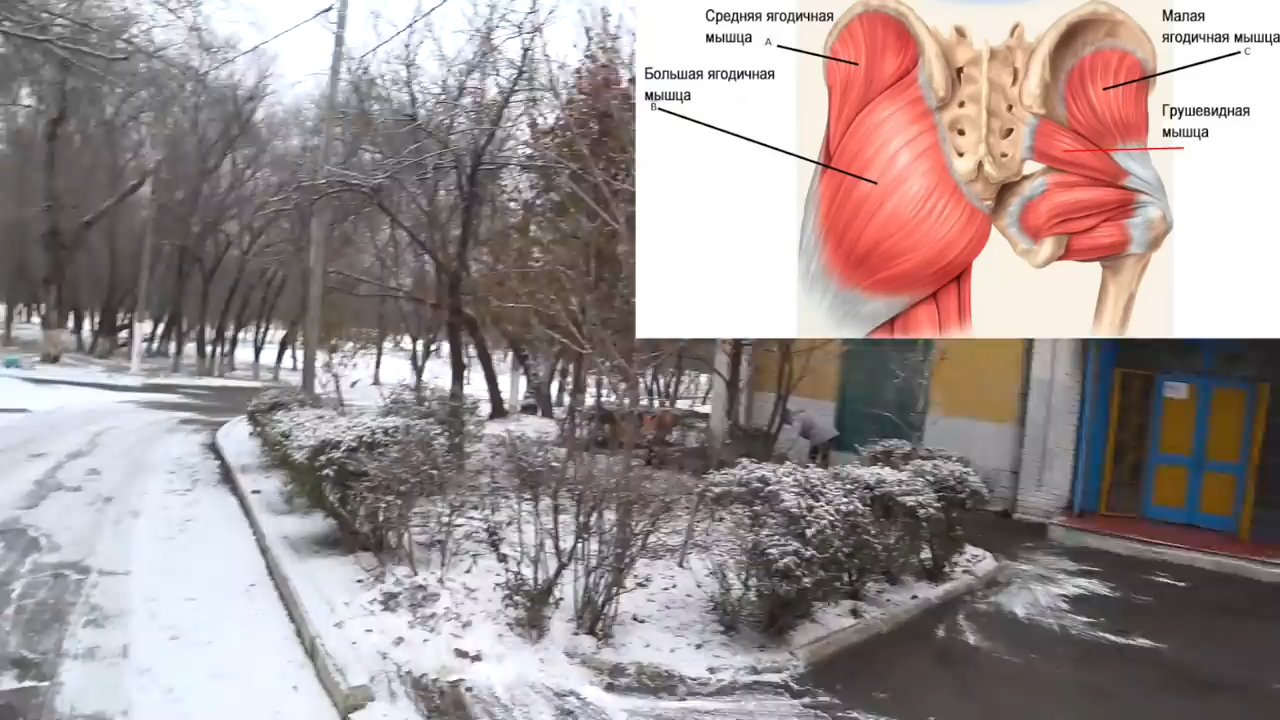 Средняя ягодичная
мышца A
Большая ягодичная
мышца
B
Малая
ягодичная мышца
C
Грушевидная
мышца